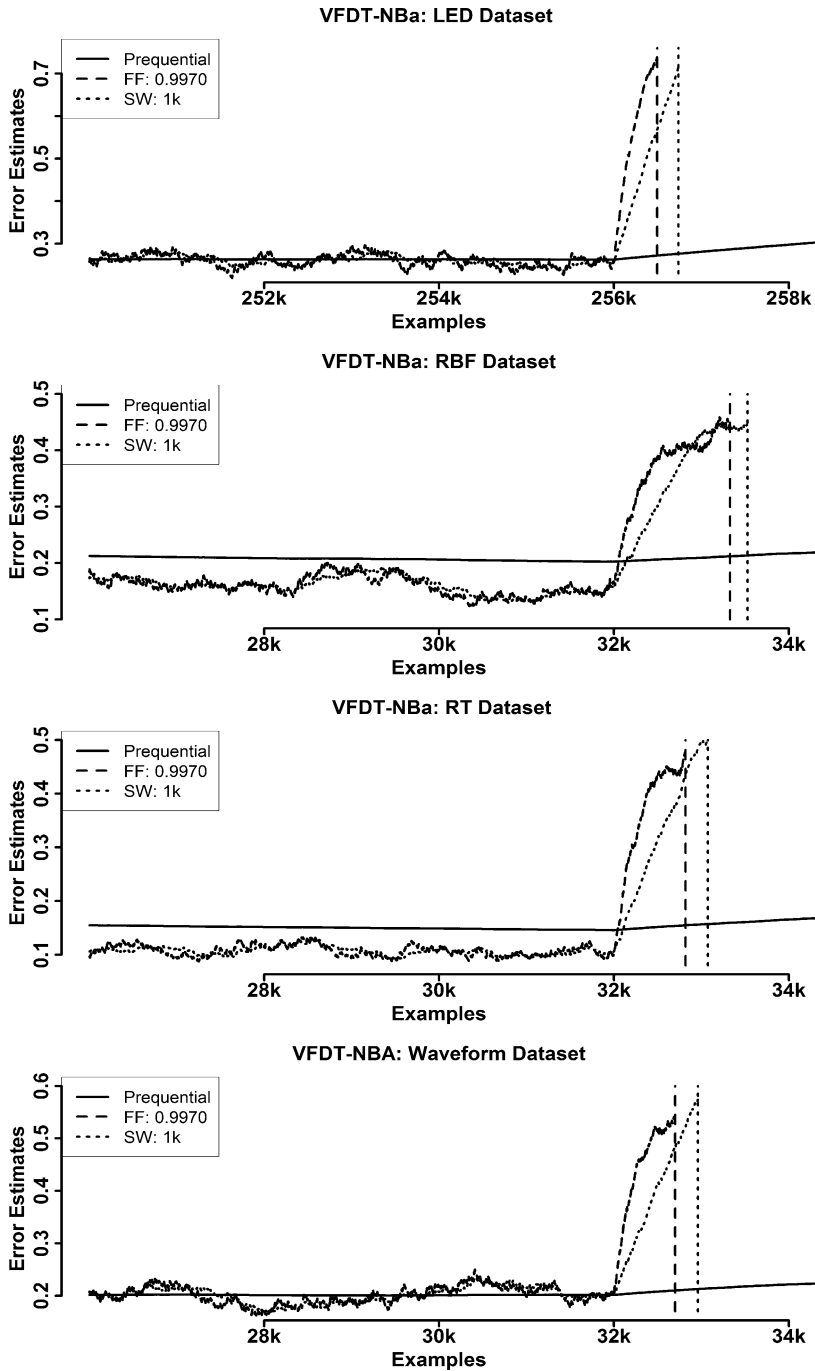 VFDT-NBa: LED Dataset
Prequential
FF: 0.9970
SW: 1k
Error Estimates
0.7
0.5
0.3
252k 254k 256k 258k
Examples
VFDT-NBa: RBF Dataset
Prequential
FF: 0.9970
SW: 1k
Error Estimates
0.5
0.4
0.3
0.2
0.1
28k 30k 32k 34k
Examples
VFDT-NBa: RT Dataset
Prequential
FF: 0.9970
SW: 1k
Error Estimates
0.5
0.4
0.3
0.2
0.1
28k 30k 32k 34k
Examples
VFDT-NBA: Waveform Dataset
Prequential
FF: 0.9970
SW: 1k
Error Estimates
0.6
0.5
0.4
0.3
0.2
28k 30k 32k 34k
Examples